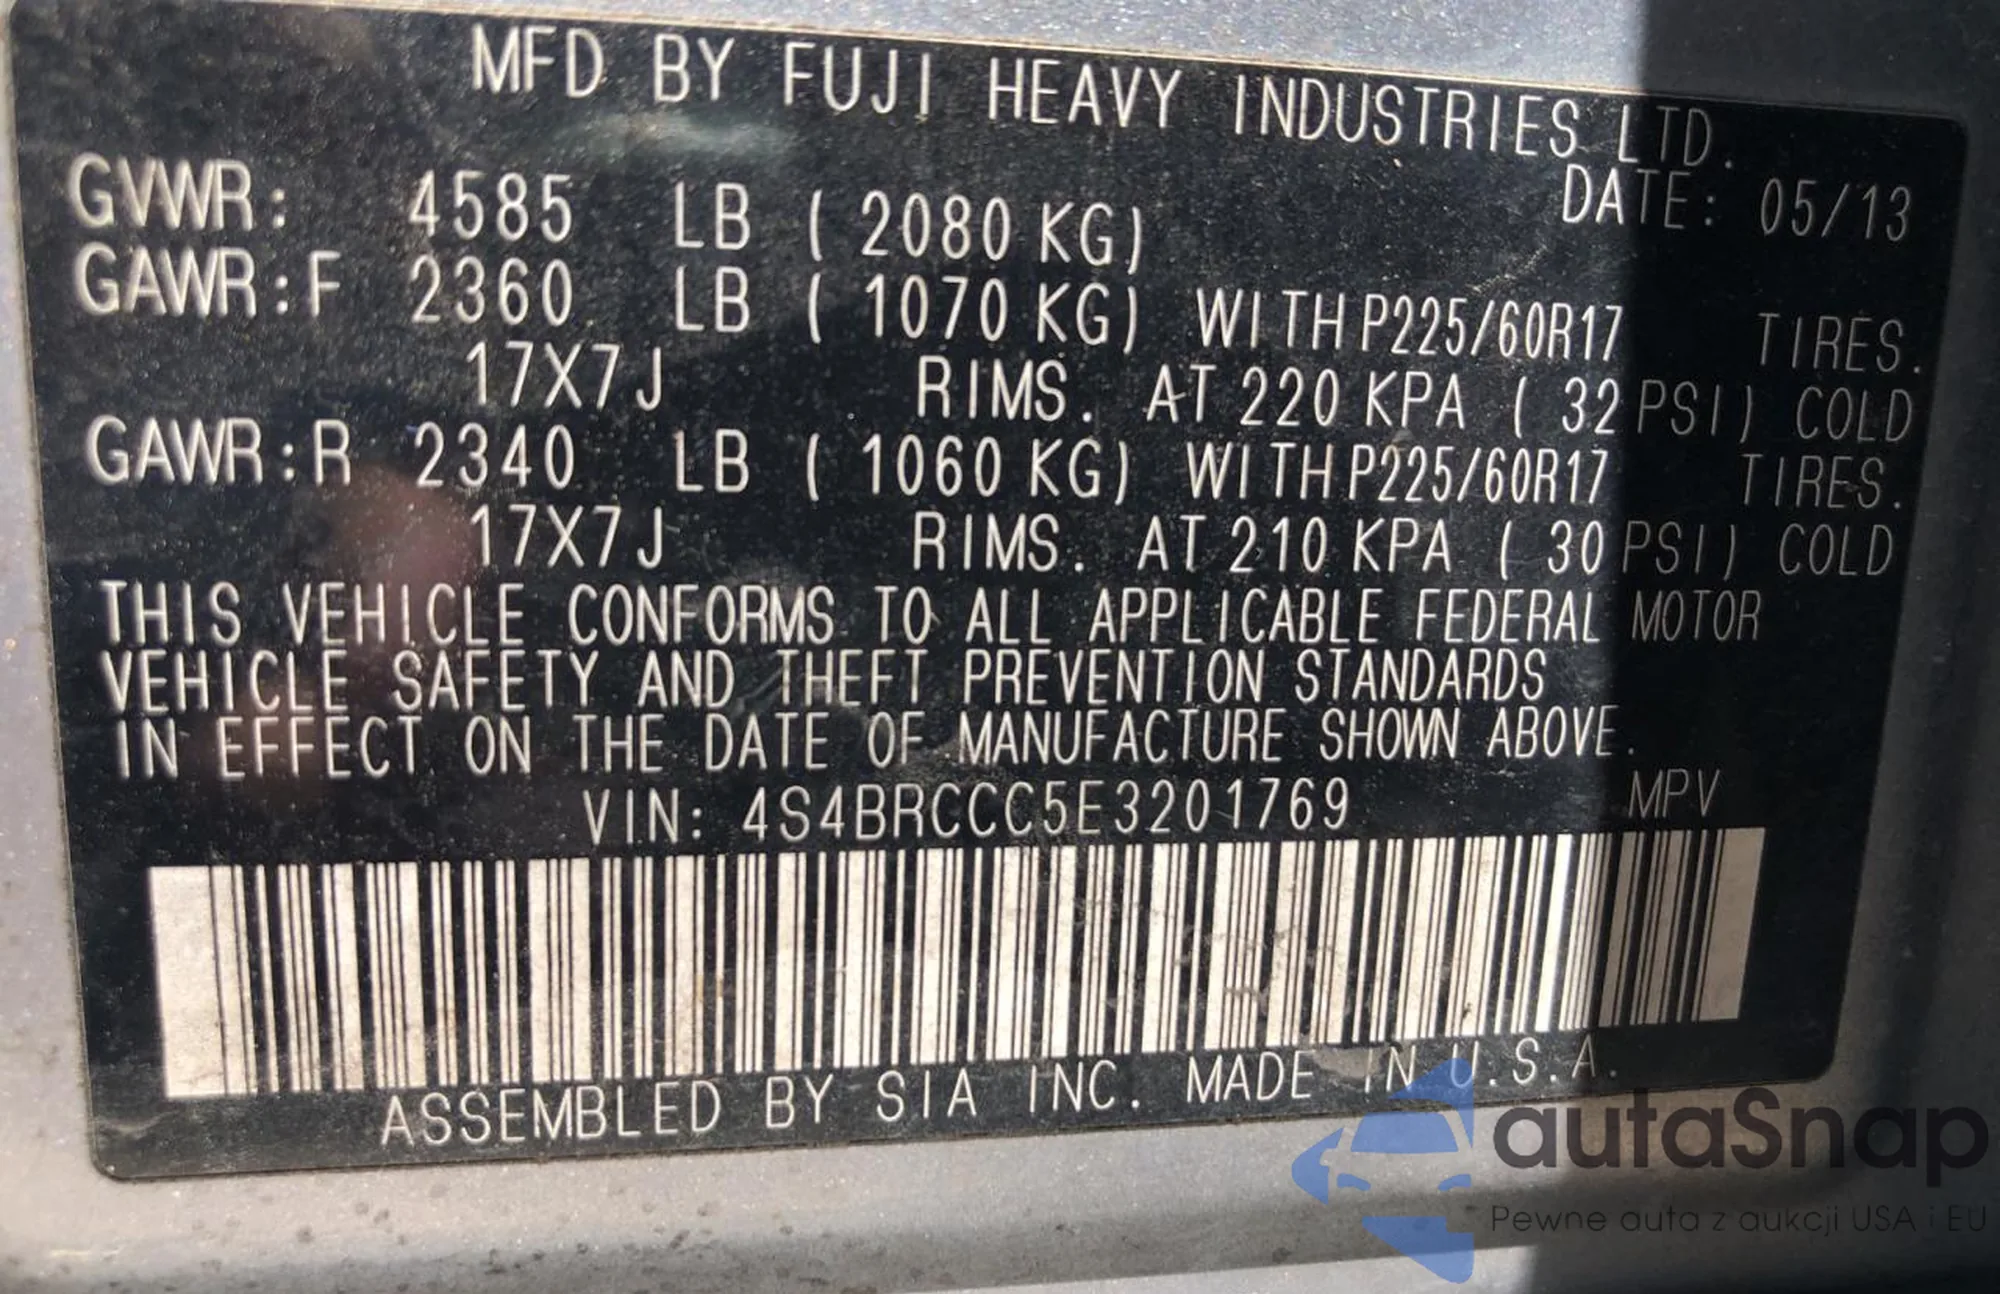 MFD BY FUJI HEAVY INDUSTRIES LTD.
DATE: 05/13
GVWR: 4585 LB ( 2080 KG)
GAWR:F 2360 LB ( 1070 KG) WITH P225/60R17 TIRES.
17X7J RIMS. AT 220 KPA ( 32 PSI) COLD
GAWR:R 2340 LB ( 1060 KG) WITH P225/60R17 TIRES.
17X7J RIMS. AT 210 KPA ( 30 PSI) COLD
THIS VEHICLE CONFORMS TO ALL APPLICABLE FEDERAL MOTOR
VEHICLE SAFETY AND THEFT PREVENTION STANDARDS
IN EFFECT ON THE DATE OF MANUFACTURE SHOWN ABOVE.
VIN: 4S4BRCCC5E3201769 MPV
ASSEMBLED BY SIA INC. MADE IN U.S.A.
autaSnap
Pewne auta z aukcji USA i EU